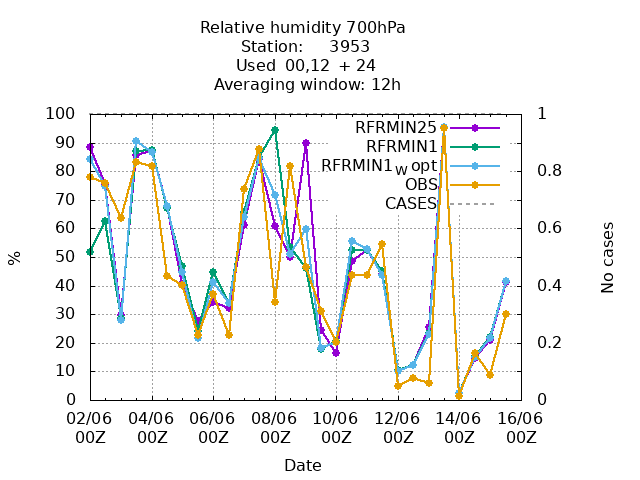 Relative humidity 700hPa
Station: 3953
Used 00,12 + 24
Averaging window: 12h
%
100
90
80
70
60
50
40
30
20
10
0
1
0.8
0.6
0.4
0.2
0
No cases
RFRMIN25
RFRMIN1
RFRMIN1w opt
OBS
CASES
02/06 04/06 06/06 08/06 10/06 12/06 14/06 16/06
00Z 00Z 00Z 00Z 00Z 00Z 00Z 00Z
Date